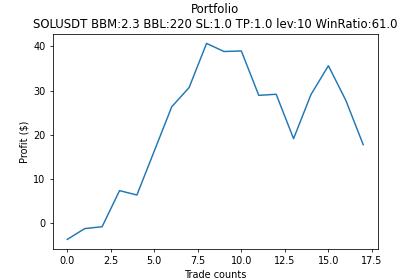 Portfolio
SOLUSDT BBM:2.3 BBL:220 SL:1.0 TP:1.0 lev:10 WinRatio:61.0
40
30
20
10
0
Profit ($)
0.0 2.5 5.0 7.5 10.0 12.5 15.0 17.5
Trade counts